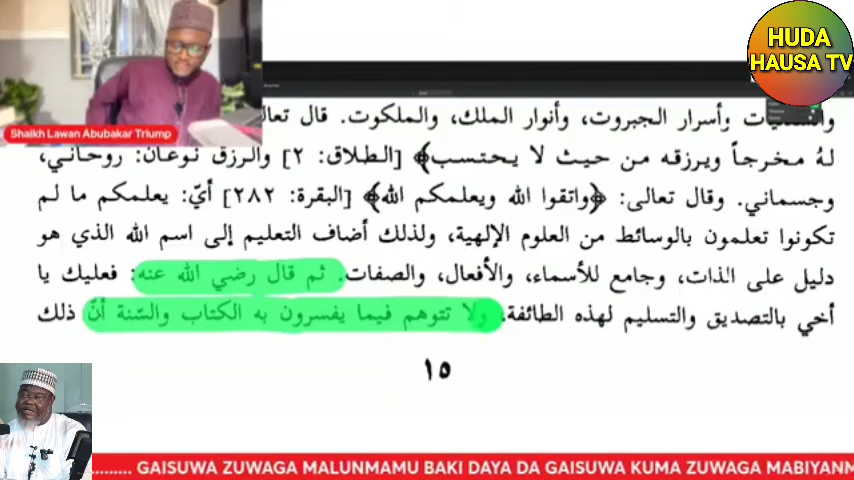 HUDA
HAUSA TV
Shaikh Lawan Abubakar Triump
وأسرار الجبروت، وأنوار الملك، والملكوت. قال تعالى
لهُ مخرجاً ويرزقه من حيث لا يحتسب﴾ [الطلاق: ٢] والرزق نوعان: روحاني،
وجسماني. وقال تعالى: ﴿واتقوا الله ويعلمكم الله﴾ [البقرة: ٢٨٢] أيّ: يعلمكم ما لم
تكونوا تعلمون بالوسائط من العلوم الإلهية، ولذلك أضاف التعليم إلى اسم الله الذي هو
دليل على الذات، وجامع للأسماء، والأفعال، والصفات. ثم قال رضي الله عنه: فعليك يا
أخي بالتصديق والتسليم لهذه الطائفة. ولا تتوهم فيما يفسرون به الكتاب والسّنة أنّ ذلك
١٥
......... GAISUWA ZUWAGA MALUNMAMU BAKI DAYA DA GAISUWA KUMA ZUWAGA MABIYANM